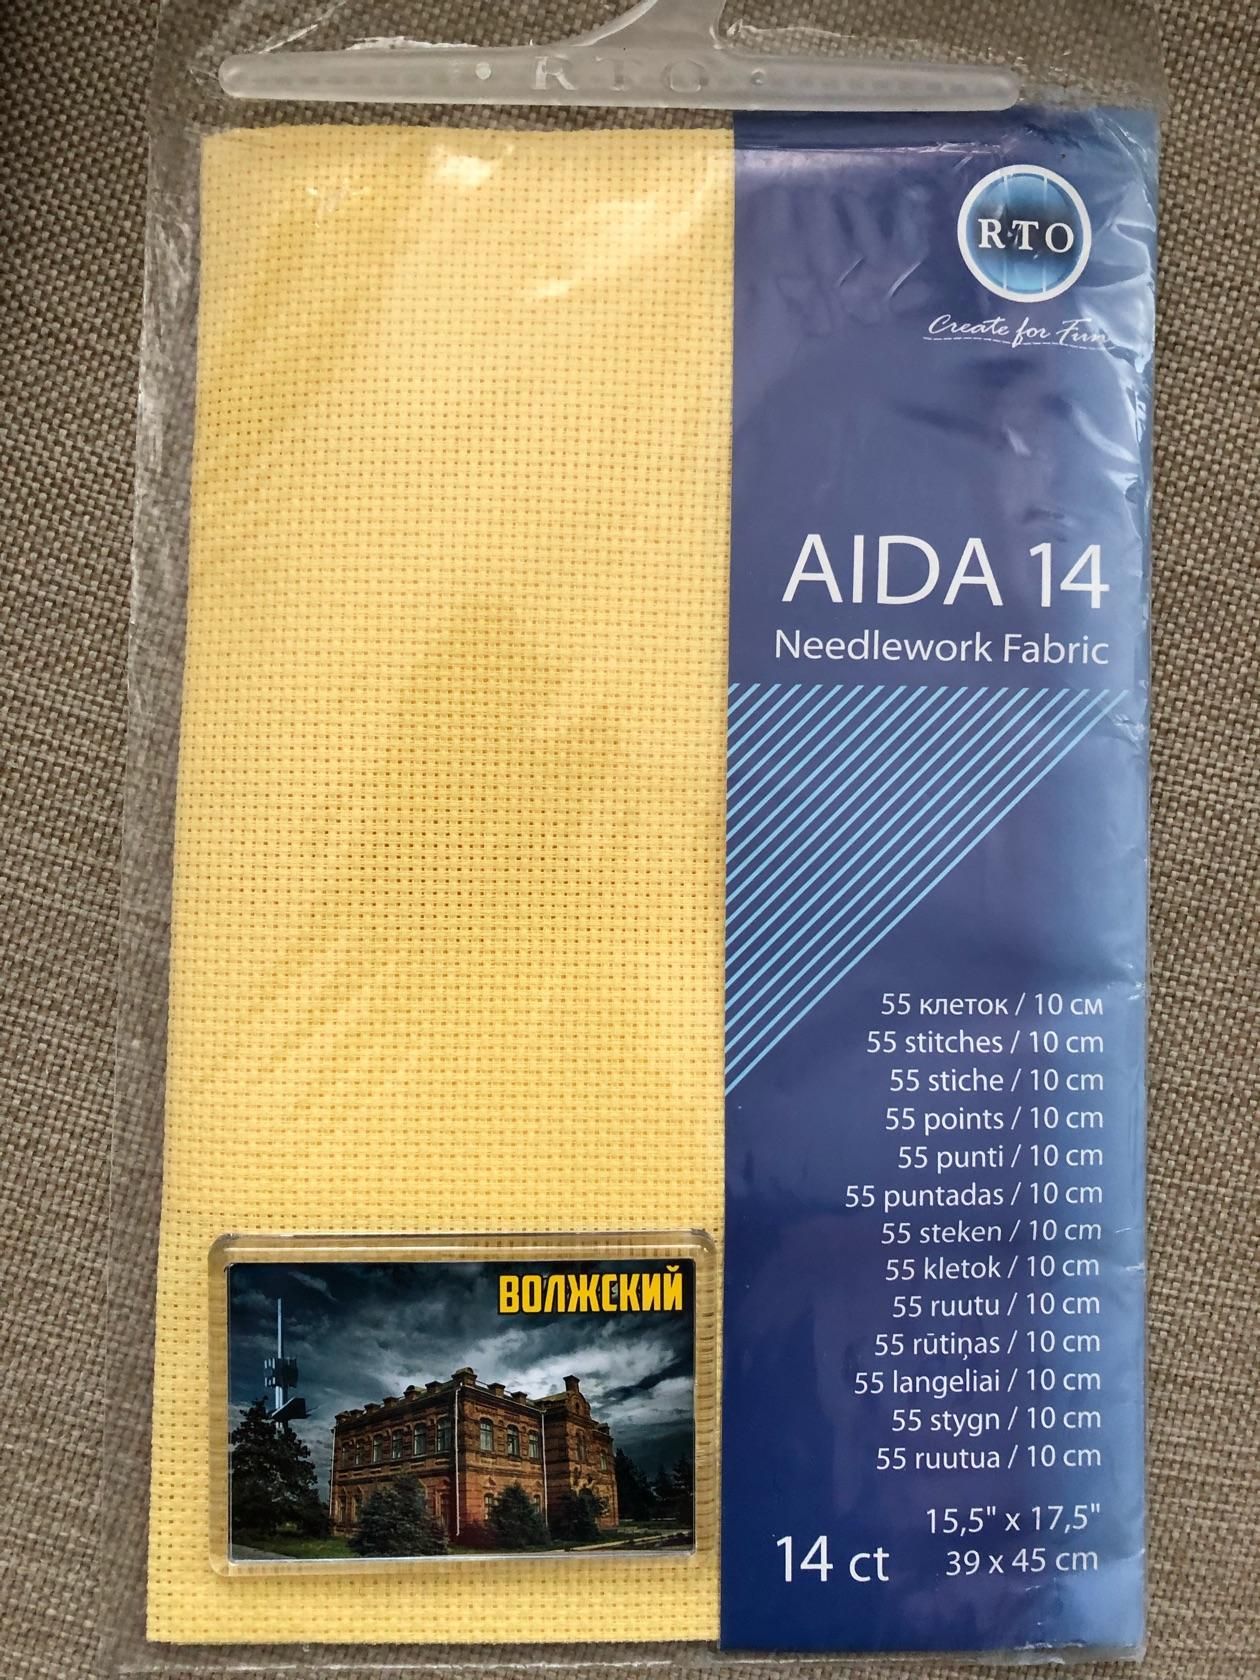 RTO
RTO
Create for Fun
AIDA 14
Needlework Fabric
55 клеток / 10 см
55 stitches / 10 cm
55 stiche / 10 cm
55 points / 10 cm
55 punti / 10 cm
55 puntadas / 10 cm
55 steken / 10 cm
55 kletok / 10 cm
55 ruutu / 10 cm
55 rūtiņas / 10 cm
55 langeliai / 10 cm
55 stygn / 10 cm
55 ruutua / 10 cm
15,5" x 17,5"
14 ct
39 x 45 cm
ВОЛЖСКИЙ